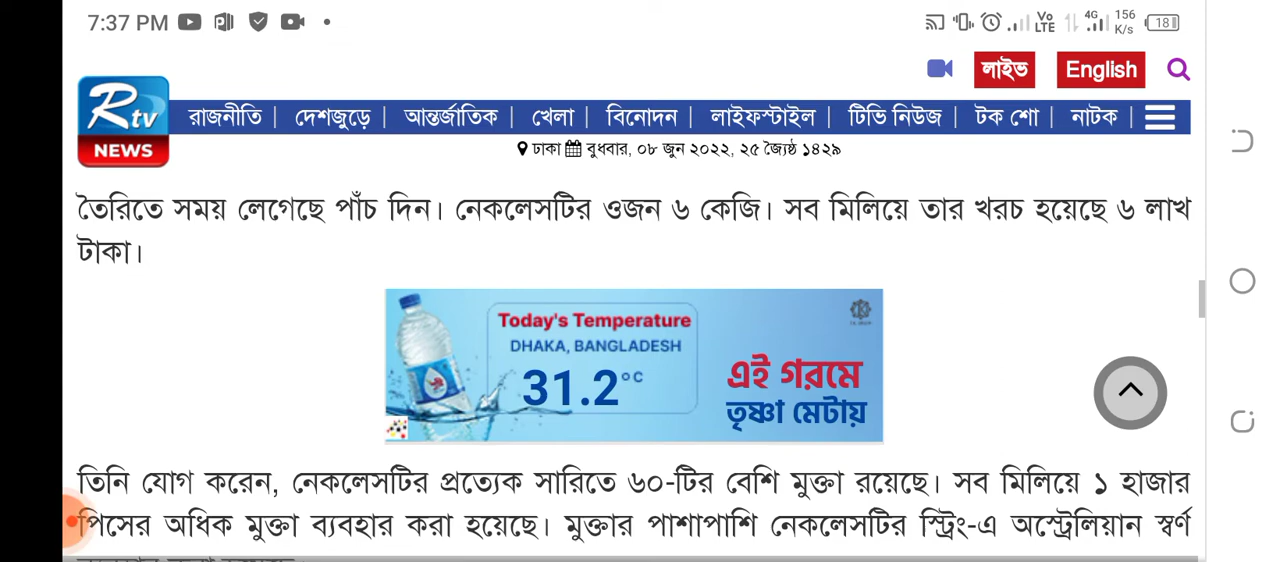 7:37 PM
Vo LTE 4G 156 K/s 18
লাইভ English
Rtv NEWS
রাজনীতি | দেশজুড়ে | আন্তর্জাতিক | খেলা | বিনোদন | লাইফস্টাইল | টিভি নিউজ | টক শো | নাটক |
ঢাকা বুধবার, ০৮ জুন ২০২২, ২৫ জ্যৈষ্ঠ ১৪২৯
তৈরিতে সময় লেগেছে পাঁচ দিন। নেকলেসটির ওজন ৬ কেজি। সব মিলিয়ে তার খরচ হয়েছে ৬ লাখ
টাকা।
Today's Temperature
DHAKA, BANGLADESH
31.2°C
এই গরমে
তৃষ্ণা মেটায়
তিনি যোগ করেন, নেকলেসটির প্রত্যেক সারিতে ৬০-টির বেশি মুক্তা রয়েছে। সব মিলিয়ে ১ হাজার
পিসের অধিক মুক্তা ব্যবহার করা হয়েছে। মুক্তার পাশাপাশি নেকলেসটির স্ট্রিং-এ অস্ট্রেলিয়ান স্বর্ণ